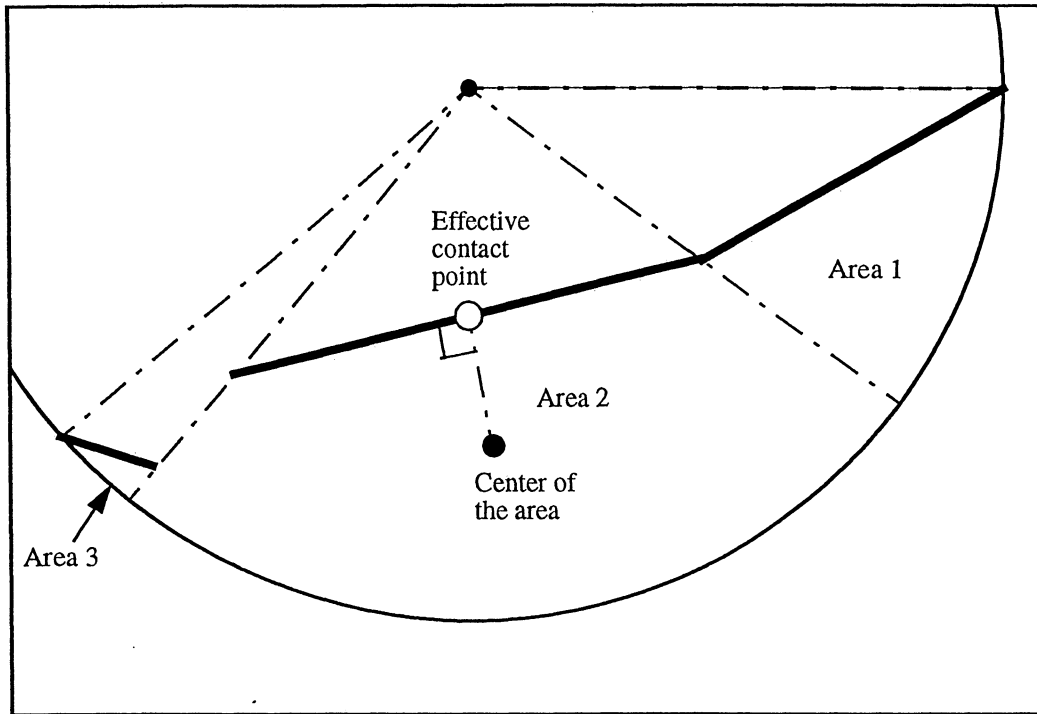 Effective
contact
point
Area 1
Area 2
Center of
the area
Area 3